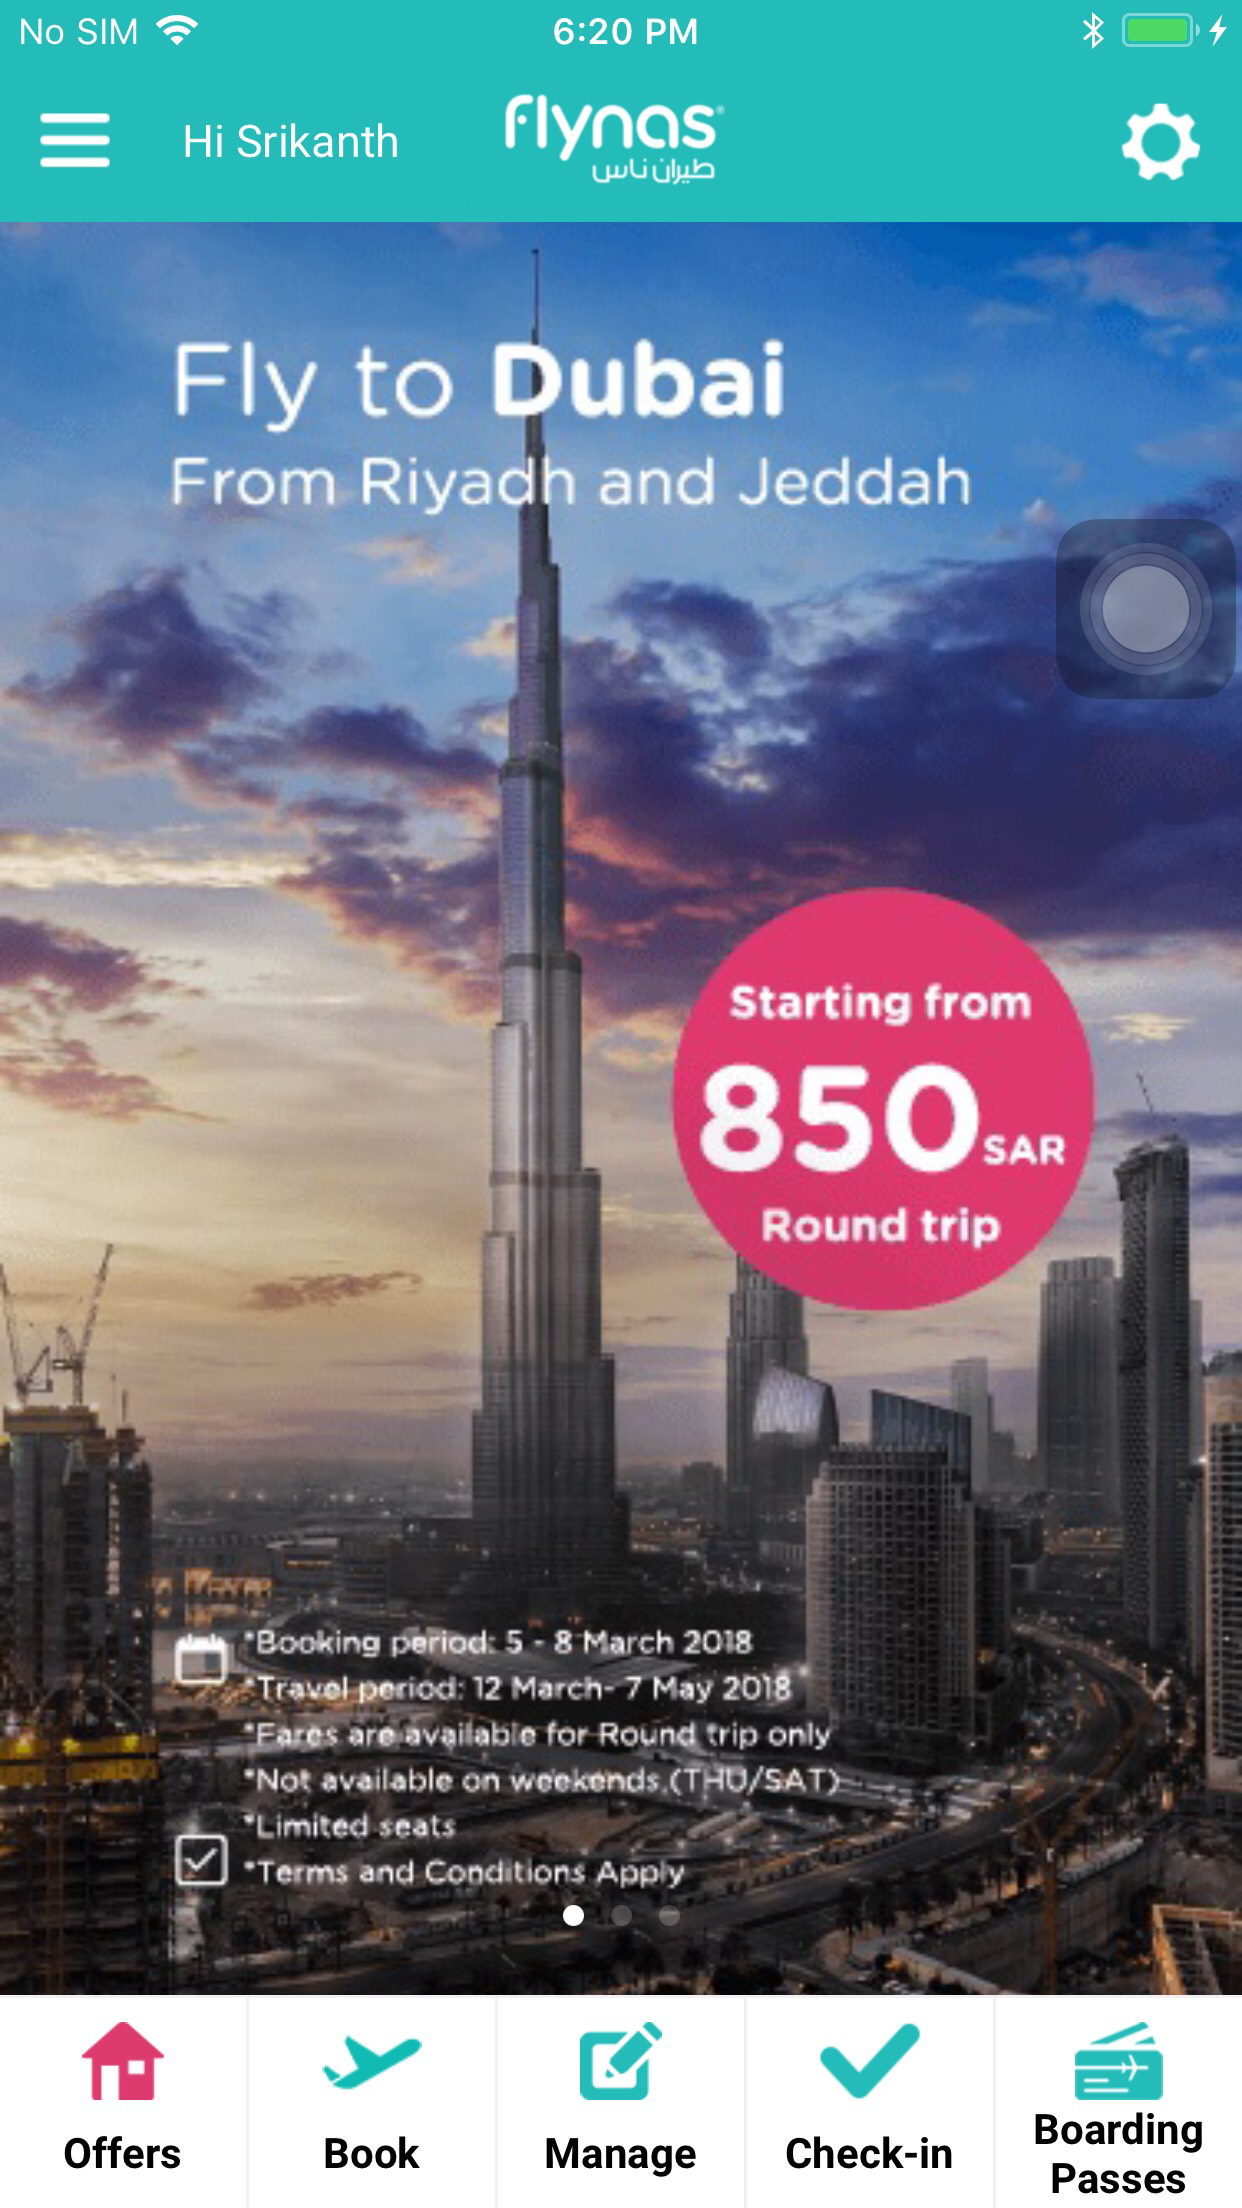 No SIM
6:20 PM
Hi Srikanth
flynas
طيران ناس
Fly to Dubai
From Riyadh and Jeddah
Starting from
850 SAR
Round trip
*Booking period: 5 - 8 March 2018
*Travel period: 12 March- 7 May 2018
*Fares are available for Round trip only
*Not available on weekends.(THU/SAT)
*Limited seats
*Terms and Conditions Apply
Offers
Book
Manage
Check-in
Boarding
Passes